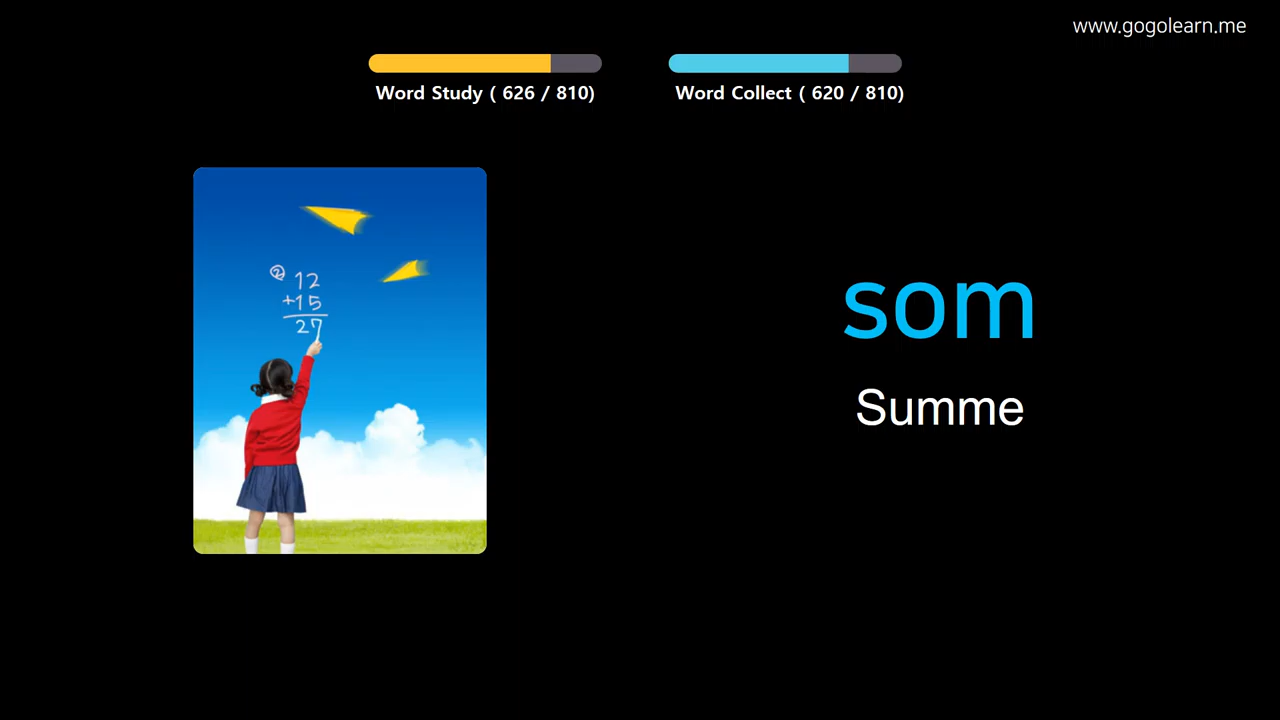 www.gogolearn.me
Word Study ( 626 / 810)
Word Collect ( 620 / 810)
② 12
+15
27
som
Summe